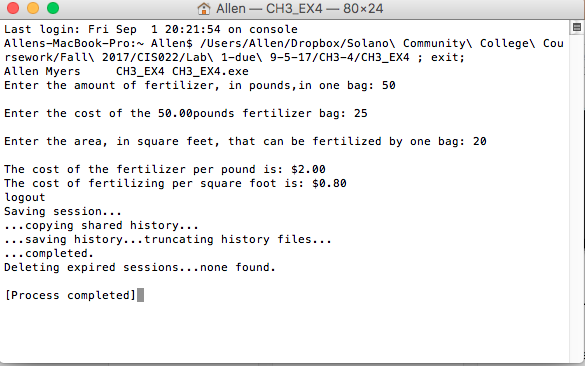 Allen — CH3_EX4 — 80×24
Last login: Fri Sep  1 20:21:54 on console
Allens-MacBook-Pro:~ Allen$ /Users/Allen/Dropbox/Solano\ Community\ College\ Cou
rsework/Fall\ 2017/CIS022/Lab\ 1-due\ 9-5-17/CH3-4/CH3_EX4 ; exit;
Allen Myers     CH3_EX4 CH3_EX4.exe
Enter the amount of fertilizer, in pounds,in one bag: 50
Enter the cost of the 50.00pounds fertilizer bag: 25
Enter the area, in square feet, that can be fertilized by one bag: 20
The cost of the fertilizer per pound is: $2.00
The cost of fertilizing per square foot is: $0.80
logout
Saving session...
...copying shared history...
...saving history...truncating history files...
...completed.
Deleting expired sessions...none found.
[Process completed]